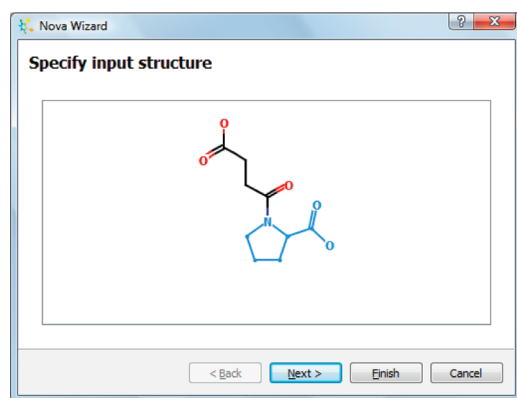 Nova Wizard
?
X
Specify input structure
O
O
O
O
N
O
< Back
Next >
Finish
Cancel